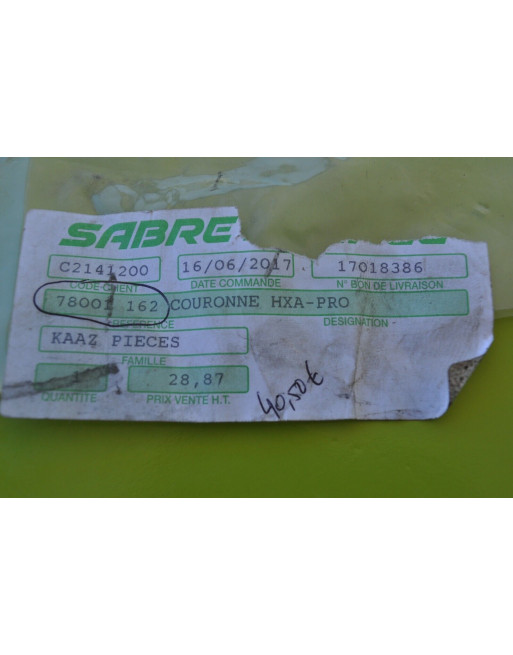 SABRE
C2141200 16/06/2017 17018386
CODE CLIENT DATE COMMANDE N° BON DE LIVRAISON
78001 162 COURONNE HXA-PRO
REFERENCE DESIGNATION -
KAAZ PIECES
FAMILLE
28,87
QUANTITE PRIX VENTE H.T.
40,50€